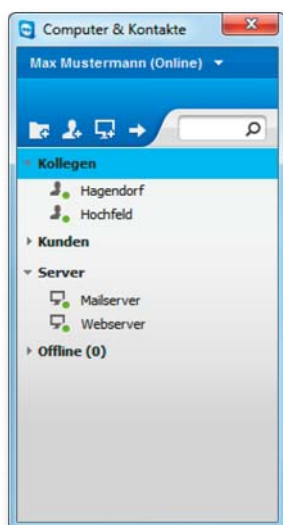 Computer & Kontakte
Max Mustermann (Online)
Kollegen
Hagendorf
Hochfeld
Kunden
Server
Mailserver
Webserver
Offline (0)